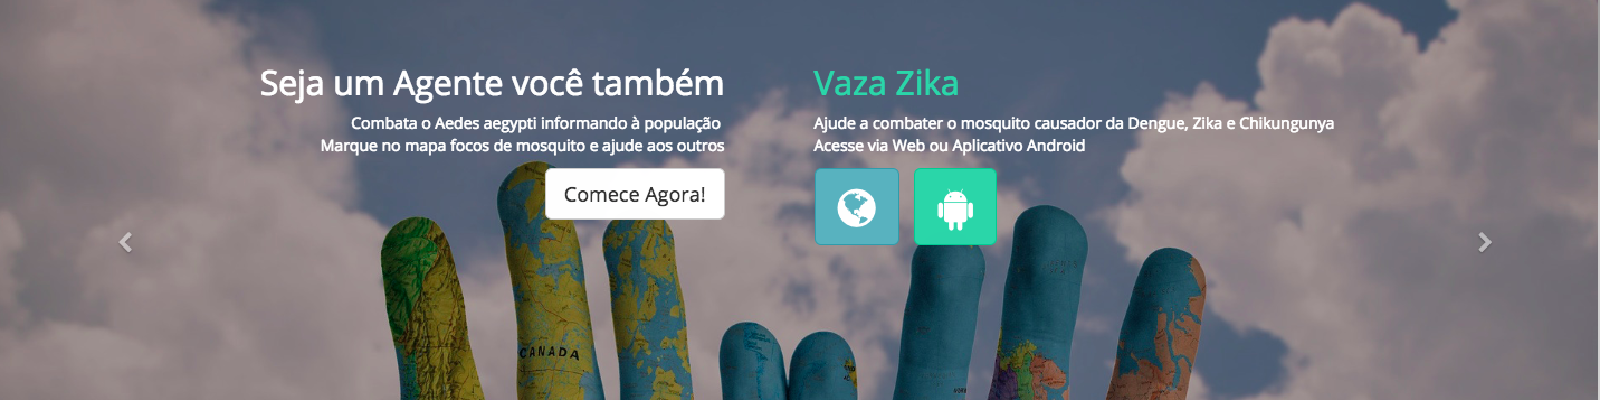 Seja um Agente você também
Combata o Aedes aegypti informando à população
Marque no mapa focos de mosquito e ajude aos outros
Comece Agora!
Vaza Zika
Ajude a combater o mosquito causador da Dengue, Zika e Chikungunya
Acesse via Web ou Aplicativo Android
CANADA